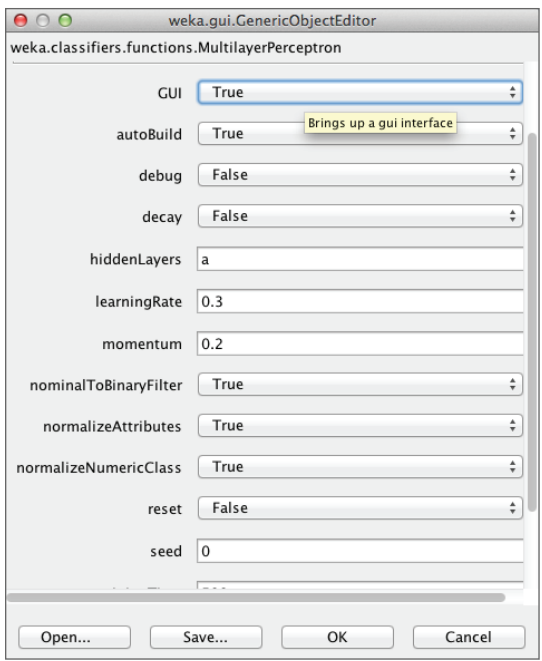 weka.gui.GenericObjectEditor
weka.classifiers.functions.MultilayerPerceptron
GUI True
Brings up a gui interface
autoBuild True
debug False
decay False
hiddenLayers a
learningRate 0.3
momentum 0.2
nominalToBinaryFilter True
normalizeAttributes True
normalizeNumericClass True
reset False
seed 0
Open... Save... OK Cancel